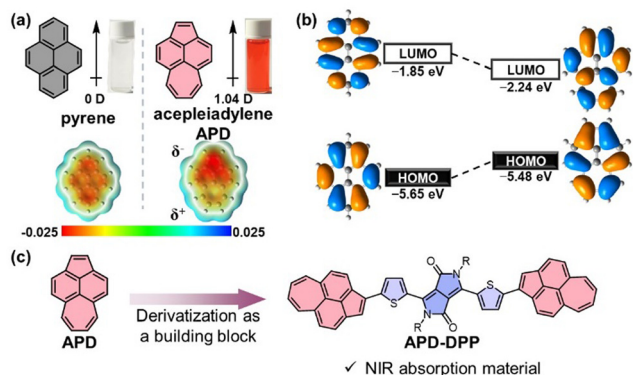 (a)
0 D
pyrene
1.04 D
acepleiadylene
APD
δ⁻
δ⁺
-0.025
0.025
(b)
LUMO
−1.85 eV
LUMO
−2.24 eV
HOMO
−5.65 eV
HOMO
−5.48 eV
(c)
APD
Derivatization as
a building block
O
N
R
S
S
R
N
O
APD-DPP
✓ NIR absorption material